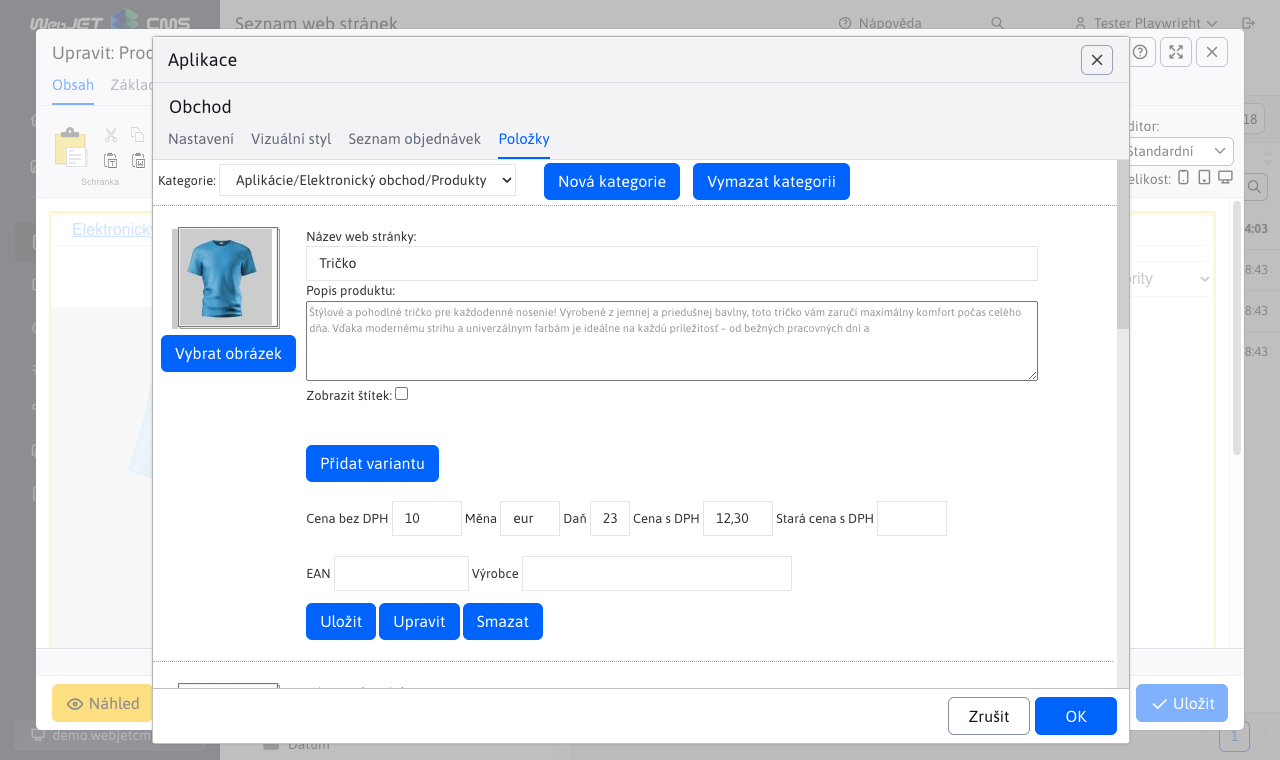 WebJET CMS
Seznam web stránek
Nápověda
Tester Playwright
Upravit: Prod
Aplikace
Obsah
Základ
Obchod
Nastavení Vizuální styl Seznam objednávek Položky
ditor:
18
Standardní
Schránka
elikost:
Kategorie: Aplikácie/Elektronický obchod/Produkty Nová kategorie Vymazat kategorii
Elektronický
4:03
Název web stránky:
Tričko
ority
8:43
Popis produktu:
Štýlové a pohodlné tričko pre každodenné nosenie! Vyrobené z jemnej a priedušnej bavlny, toto tričko vám zaručí maximálny komfort počas celého
dňa. Vďaka modernému strihu a univerzálnym farbám je ideálne na každú príležitosť – od bežných pracovných dní a
8:43
Vybrat obrázek
8:43
Zobrazit štítek:
Přidat variantu
Cena bez DPH 10 Měna eur Daň 23 Cena s DPH 12,30 Stará cena s DPH
EAN Výrobce
Uložit Upravit Smazat
Náhled
Uložit
Zrušit OK
demo.webjetcm
Datum
1